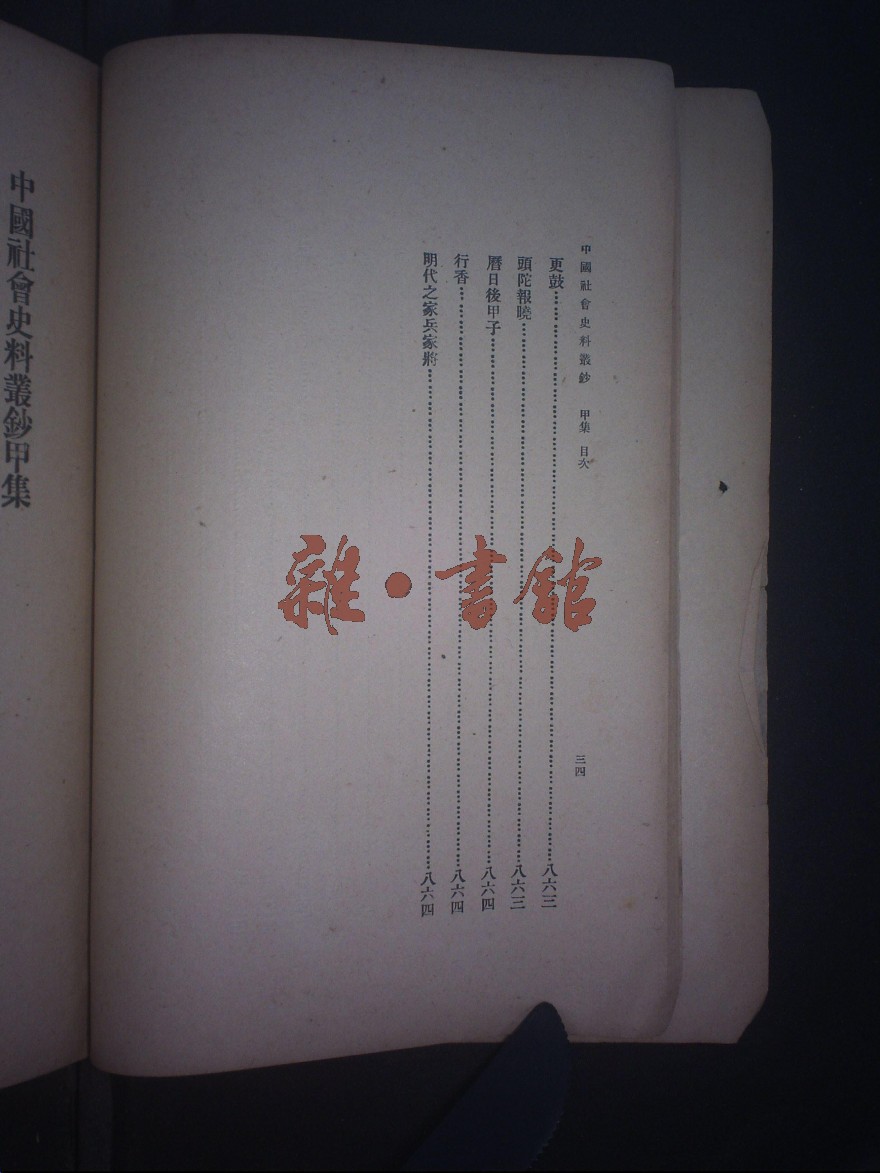 中國社會史料叢鈔 甲集 目次 三四
更鼓……八六三
頭陀報曉……八六三
曆日後甲子……八六四
行香……八六四
明代之家兵家將……八六四
中國社會史料叢鈔甲集
雜·書館